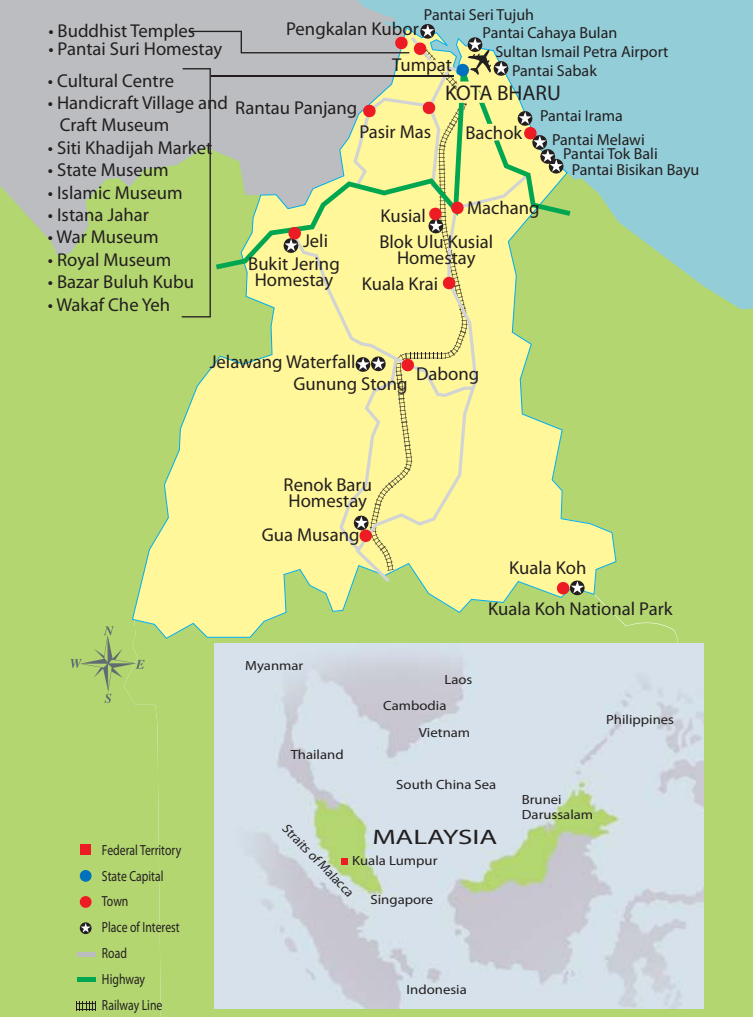 • Buddhist Temples
• Pantai Suri Homestay
• Cultural Centre
• Handicraft Village and
Craft Museum
• Siti Khadijah Market
• State Museum
• Islamic Museum
• Istana Jahar
• War Museum
• Royal Museum
• Bazar Buluh Kubu
• Wakaf Che Yeh
Pantai Seri Tujuh
Pengkalan Kubor
Pantai Cahaya Bulan
Sultan Ismail Petra Airport
Tumpat
Pantai Sabak
KOTA BHARU
Rantau Panjang
Pantai Irama
Pasir Mas
Bachok
Pantai Melawi
Pantai Tok Bali
Pantai Bisikan Bayu
Kusial
Machang
Jeli
Blok Ulu Kusial
Homestay
Bukit Jering
Homestay
Kuala Krai
Jelawang Waterfall
Gunung Stong
Dabong
Renok Baru
Homestay
Gua Musang
Kuala Koh
Kuala Koh National Park
N
W
E
S
Myanmar
Laos
Cambodia
Vietnam
Philippines
Thailand
South China Sea
Brunei
Darussalam
Straits of Malacca
MALAYSIA
Kuala Lumpur
Singapore
Indonesia
Federal Territory
State Capital
Town
Place of Interest
Road
Highway
Railway Line